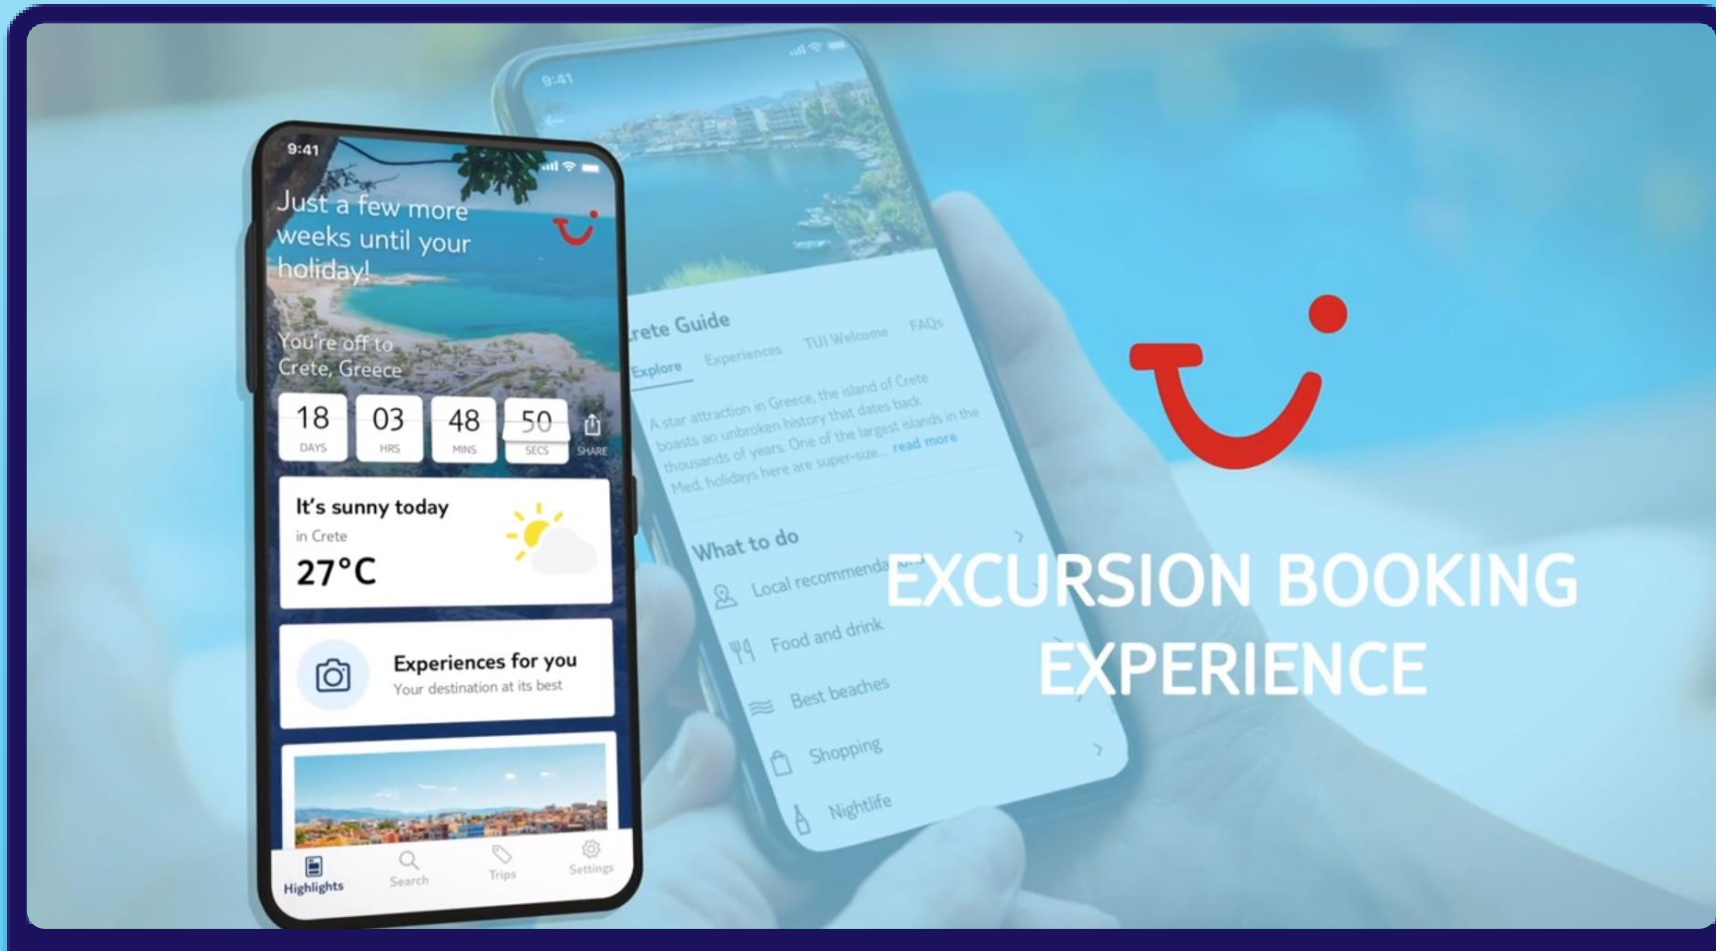 9:41
Just a few more
weeks until your
holiday!
You're off to
Crete, Greece
18
DAYS
03
HRS
48
MINS
50
SECS
SHARE
It's sunny today
in Crete
27°C
Experiences for you
Your destination at its best
Highlights
Search
Trips
Settings
9:41
rete Guide
Explore
Experiences
TUI Welcome
FAQs
A star attraction in Greece, the island of Crete
boasts an unbroken history that dates back
thousands of years. One of the largest islands in the
Med, holidays here are super-size... read more
What to do
Local
Food and drink
Best beaches
Shopping
Nightlife
EXCURSION BOOKING
EXPERIENCE